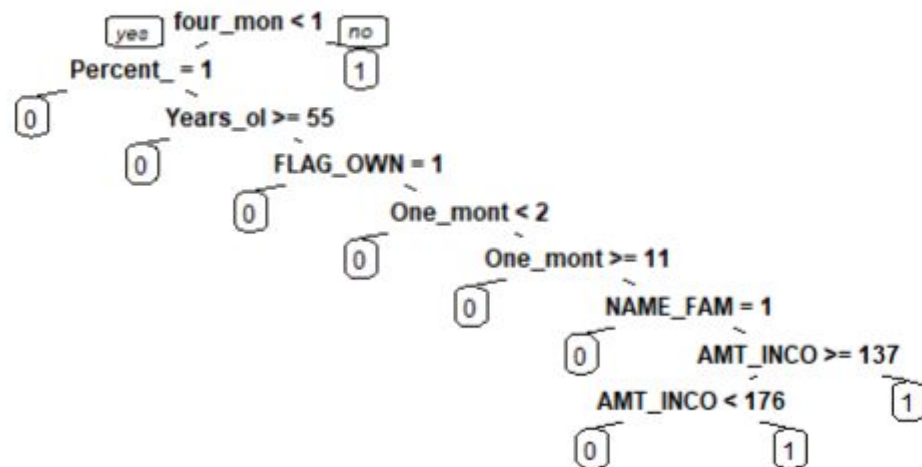 yes four_mon < 1 no
Percent_ = 1 1
0 Years_ol >= 55
0 FLAG_OWN = 1
0 One_mont < 2
0 One_mont >= 11
0 NAME_FAM = 1
0 AMT_INCO >= 137
AMT_INCO < 176 1
0 1